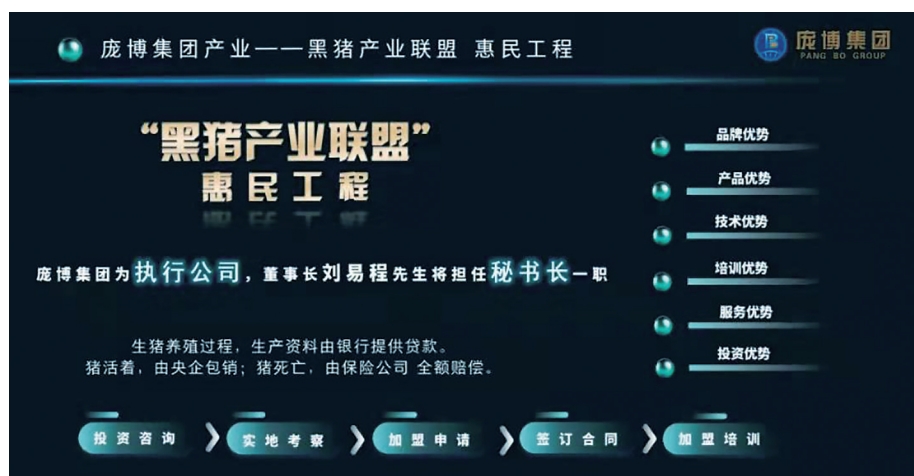 庞博集团产业——黑猪产业联盟 惠民工程
庞博集团
PANG BO GROUP
“黑猪产业联盟”
惠民工程
庞博集团为执行公司，董事长刘易程先生将担任秘书长一职
生猪养殖过程，生产资料由银行提供贷款。
猪活着，由央企包销；猪死亡，由保险公司 全额赔偿。
品牌优势
产品优势
技术优势
培训优势
服务优势
投资优势
投资咨询
实地考察
加盟申请
签订合同
加盟培训